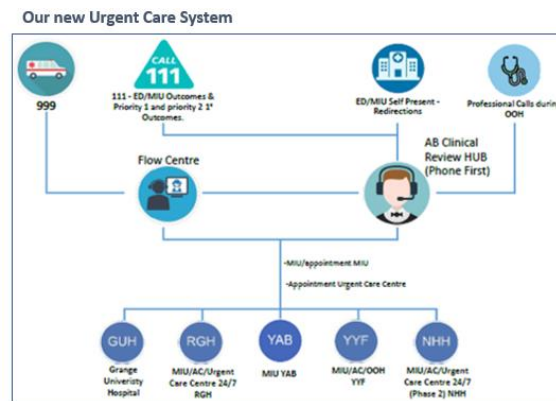 Our new Urgent Care System
CALL
111
999
111 - ED/MIU Outcomes &
Priority 1 and priority 2 1°
Outcomes.
ED/MIU Self Present -
Redirections
Professional Calls during
OOH
Flow Centre
AB Clinical
Review HUB
(Phone First)
-MIU/appointment MIU
-Appointment Urgent Care Centre
GUH
RGH
YAB
YYF
NHH
Grange
Univeristy
Hospital
MIU/AC/Urgent
Care Centre 24/7
RGH
MIU YAB
MIU/AC/OOH
YYF
MIU/AC/Urgent
Care Centre 24/7
(Phase 2) NHH